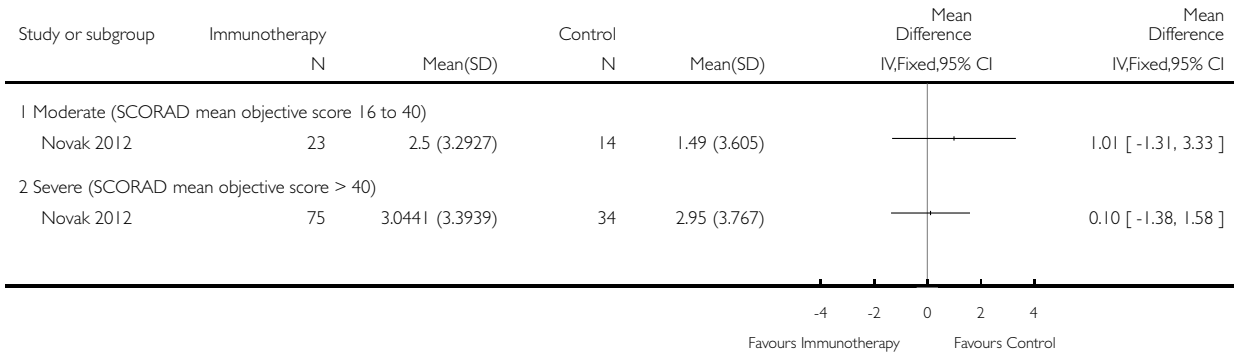 Mean Mean
Study or subgroup Immunotherapy Control Difference Difference
N Mean(SD) N Mean(SD) IV,Fixed,95% CI IV,Fixed,95% CI
1 Moderate (SCORAD mean objective score 16 to 40)
Novak 2012 23 2.5 (3.2927) 14 1.49 (3.605) 1.01 [ -1.31, 3.33 ]
2 Severe (SCORAD mean objective score > 40)
Novak 2012 75 3.0441 (3.3939) 34 2.95 (3.767) 0.10 [ -1.38, 1.58 ]
-4 -2 0 2 4
Favours Immunotherapy Favours Control